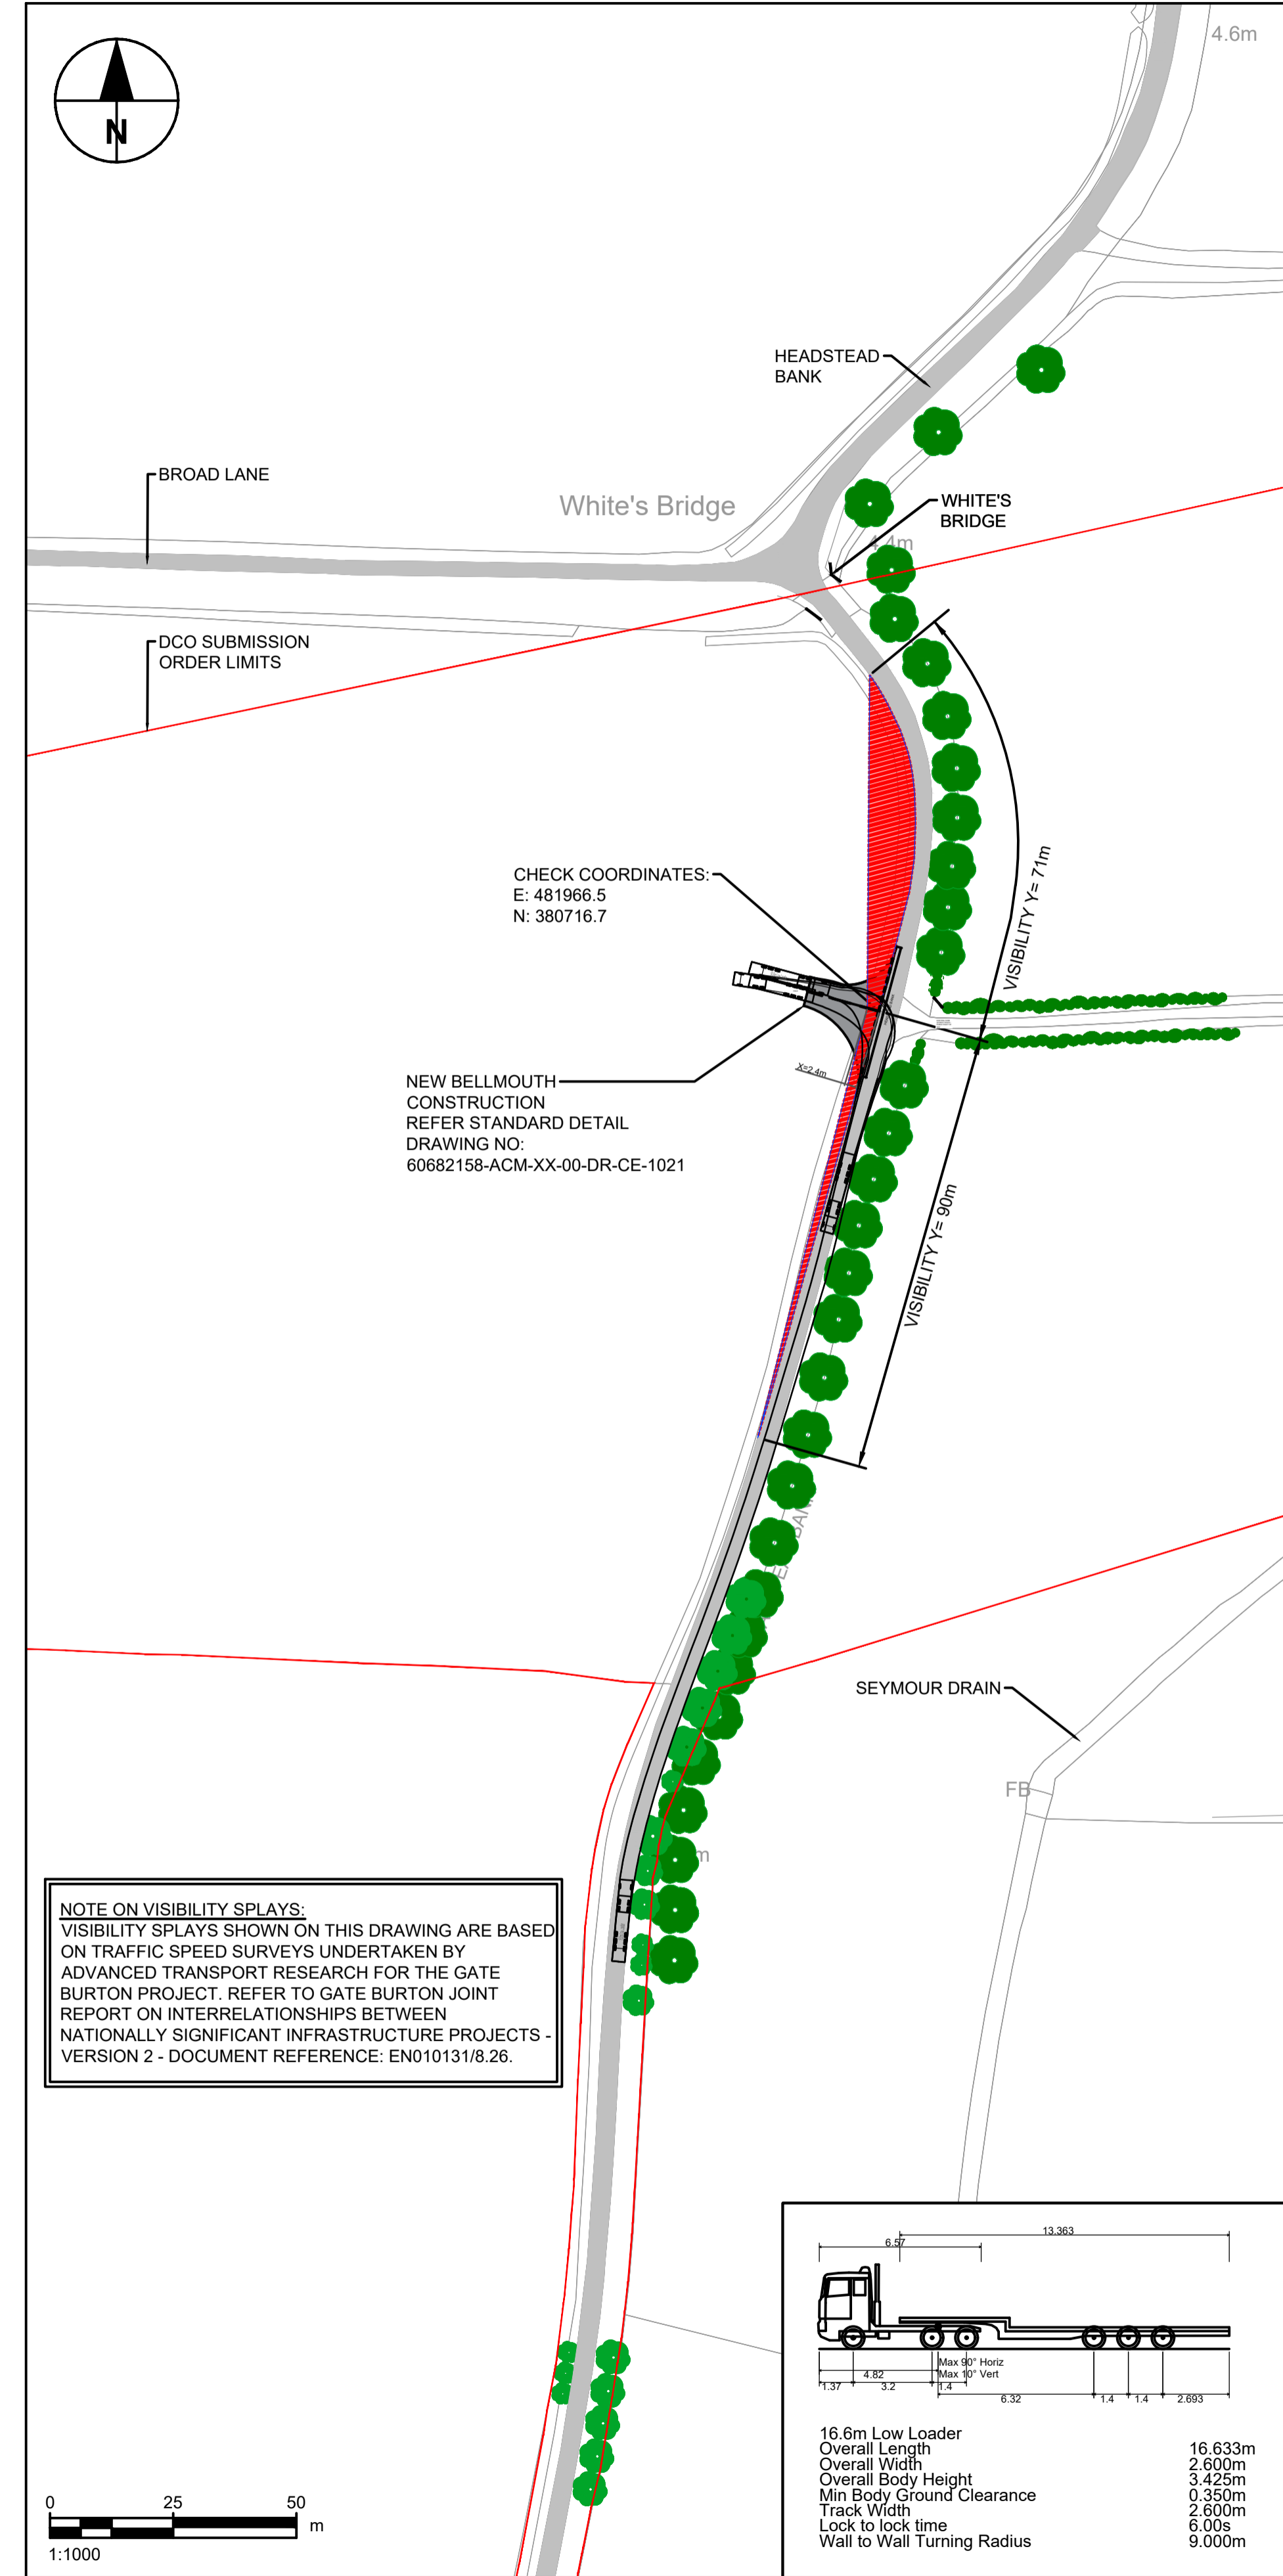 N
4.6m
HEADSTEAD
BANK
BROAD LANE
White's Bridge
WHITE'S
BRIDGE
4.4m
DCO SUBMISSION
ORDER LIMITS
CHECK COORDINATES:
E: 481966.5
N: 380716.7
VISIBILITY Y= 71m
X=2.4m
NEW BELLMOUTH
CONSTRUCTION
REFER STANDARD DETAIL
DRAWING NO:
60682158-ACM-XX-00-DR-CE-1021
VISIBILITY Y= 90m
SEYMOUR DRAIN
FB
m
NOTE ON VISIBILITY SPLAYS:
VISIBILITY SPLAYS SHOWN ON THIS DRAWING ARE BASED
ON TRAFFIC SPEED SURVEYS UNDERTAKEN BY
ADVANCED TRANSPORT RESEARCH FOR THE GATE
BURTON PROJECT. REFER TO GATE BURTON JOINT
REPORT ON INTERRELATIONSHIPS BETWEEN
NATIONALLY SIGNIFICANT INFRASTRUCTURE PROJECTS -
VERSION 2 - DOCUMENT REFERENCE: EN010131/8.26.
13.363
6.57
Max 90° Horiz
4.82 Max 10° Vert
1.37 3.2 1.4
6.32 1.4 1.4 2.693
16.6m Low Loader
Overall Length 16.633m
Overall Width 2.600m
Overall Body Height 3.425m
Min Body Ground Clearance 0.350m
Track Width 2.600m
Lock to lock time 6.00s
Wall to Wall Turning Radius 9.000m
0 25 50
m
1:1000